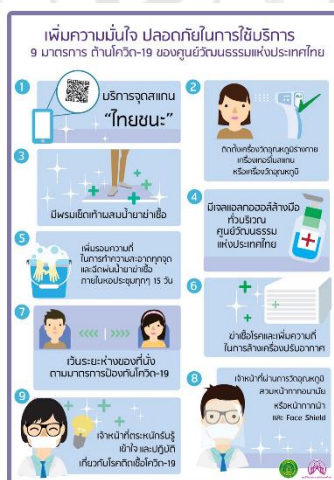 เพิ่มความมั่นใจ ปลอดภัยในการใช้บริการ
9 มาตรการ ต้านโควิด-19 ของศูนย์วัฒนธรรมแห่งประเทศไทย
1
บริการจุดสแกน
“ไทยชนะ”
2
ติดตั้งเครื่องวัดอุณหภูมิร่างกาย
เครื่องเทอร์โมสแกน
หรือเครื่องวัดอุณหภูมิ
3
มีพรมเช็ดเท้าผสมน้ำยาฆ่าเชื้อ
4
มีเจลแอลกอฮอล์ล้างมือ
ทั่วบริเวณ
ศูนย์วัฒนธรรม
แห่งประเทศไทย
5
เพิ่มรอบความถี่
ในการทำความสะอาดทุกจุด
และฉีดพ่นน้ำยาฆ่าเชื้อ
ภายในหอประชุมทุกๆ 15 วัน
6
ฆ่าเชื้อโรคและเพิ่มความถี่
ในการล้างเครื่องปรับอากาศ
7
เว้นระยะห่างของที่นั่ง
ตามมาตรการป้องกันโควิด-19
8
เจ้าหน้าที่ผ่านการวัดอุณหภูมิ
สวมหน้ากากอนามัย
หรือหน้ากากผ้า
และ Face Shield
9
เจ้าหน้าที่ตระหนักรับรู้
เข้าใจ และปฏิบัติ
เกี่ยวกับโรคติดเชื้อโควิด-19